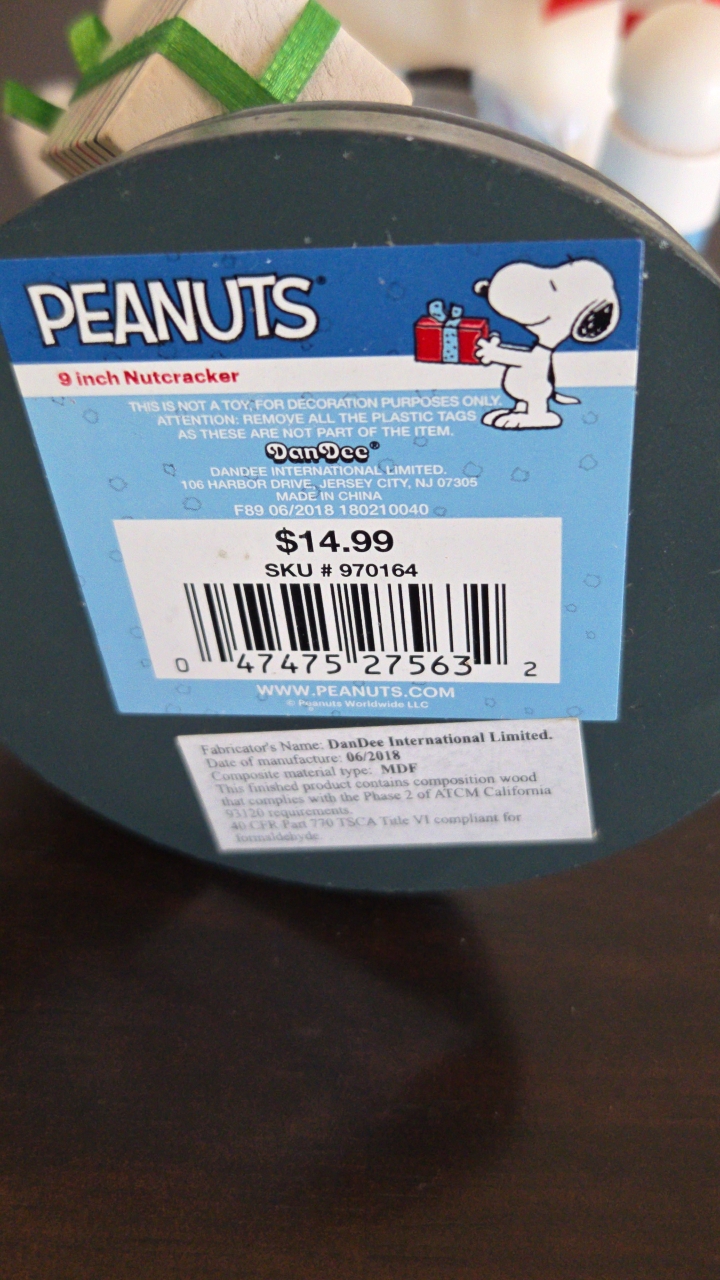 PEANUTS®
9 inch Nutcracker
THIS IS NOT A TOY, FOR DECORATION PURPOSES ONLY.
ATTENTION: REMOVE ALL THE PLASTIC TAGS
AS THESE ARE NOT PART OF THE ITEM.
DanDee®
DANDEE INTERNATIONAL LIMITED.
106 HARBOR DRIVE, JERSEY CITY, NJ 07305
MADE IN CHINA
F89 06/2018 180210040
$14.99
SKU # 970164
0 47475 27563 2
WWW.PEANUTS.COM
© Peanuts Worldwide LLC
Fabricator's Name: DanDee International Limited.
Date of manufacture: 06/2018
Composite material type: MDF
This finished product contains composition wood
that complies with the Phase 2 of ATCM California
93120 requirements.
40 CFR Part 770 TSCA Title VI compliant for
formaldehyde